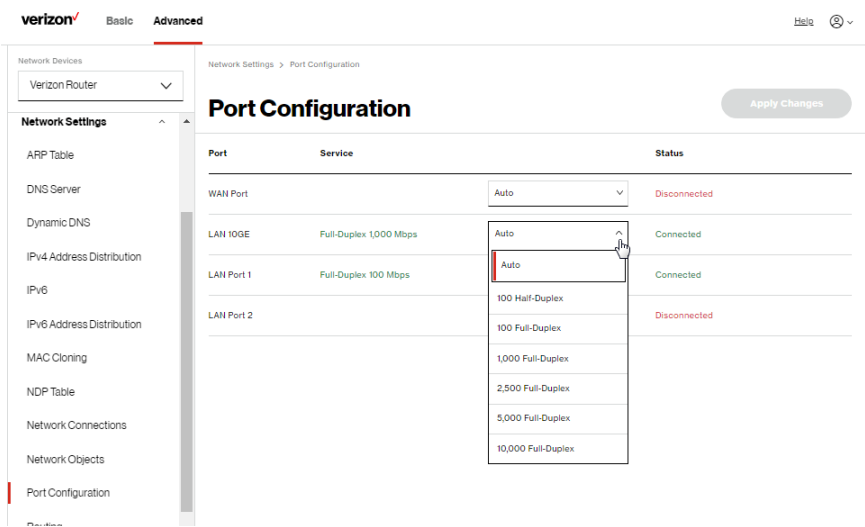 verizon Basic Advanced Help
Network Devices
Verizon Router
Network Settings
ARP Table
DNS Server
Dynamic DNS
IPv4 Address Distribution
IPv6
IPv6 Address Distribution
MAC Cloning
NDP Table
Network Connections
Network Objects
Port Configuration
Routing
Network Settings > Port Configuration
Port Configuration Apply Changes
Port Service Status
WAN Port Auto Disconnected
LAN 10GE Full-Duplex 1,000 Mbps Auto Connected
LAN Port 1 Full-Duplex 100 Mbps Connected
LAN Port 2 Disconnected
Auto
100 Half-Duplex
100 Full-Duplex
1,000 Full-Duplex
2,500 Full-Duplex
5,000 Full-Duplex
10,000 Full-Duplex